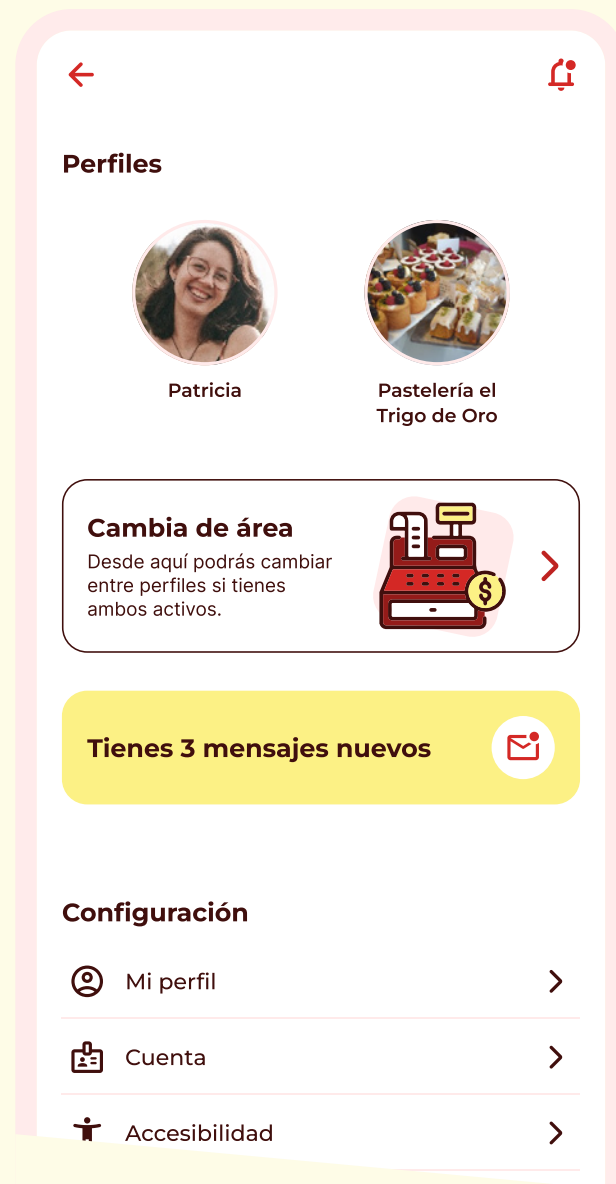 Perfiles
Patricia
Pastelería el
Trigo de Oro
Cambia de área
Desde aquí podrás cambiar
entre perfiles si tienes
ambos activos.
$
Tienes 3 mensajes nuevos
Configuración
Mi perfil
Cuenta
Accesibilidad